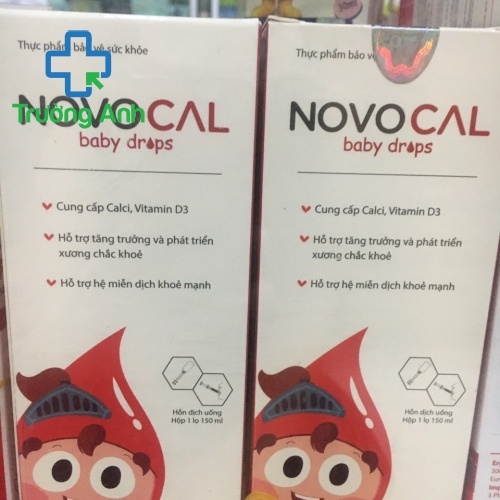 Thực phẩm bảo vệ sức khỏe
Trường Anh
NOVOCAL
baby drops
Cung cấp Calci, Vitamin D3
Hỗ trợ tăng trưởng và phát triển
xương chắc khoẻ
Hỗ trợ hệ miễn dịch khoẻ mạnh
Hỗn dịch uống
Hộp 1 lọ 150 ml
Thực phẩm bảo vệ
NOVOCAL
baby drops
Cung cấp Calci, Vitamin D3
Hỗ trợ tăng trưởng và phát triển
xương chắc khoẻ
Hỗ trợ hệ miễn dịch khoẻ mạnh
Hỗn dịch uống
Hộp 1 lọ 150 ml